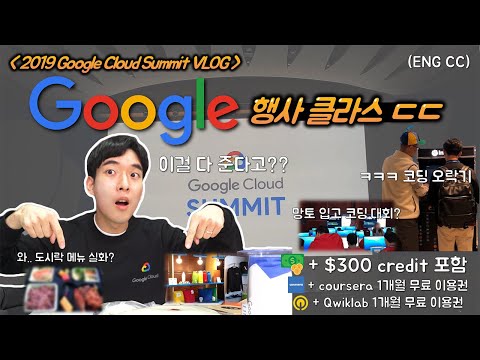 < 2019 Google Cloud Summit VLOG >
(ENG CC)
Google 행사 클라스 ㄷㄷ
이걸 다 준다고??
Google Cloud
SUMMIT
ㅋㅋㅋ 코딩 오락기
망토 입고 코딩 대회?
와.. 도시락 메뉴 실화?
+ $300 credit 포함
+ coursera 1개월 무료 이용권
+ Qwiklab 1개월 무료 이용권